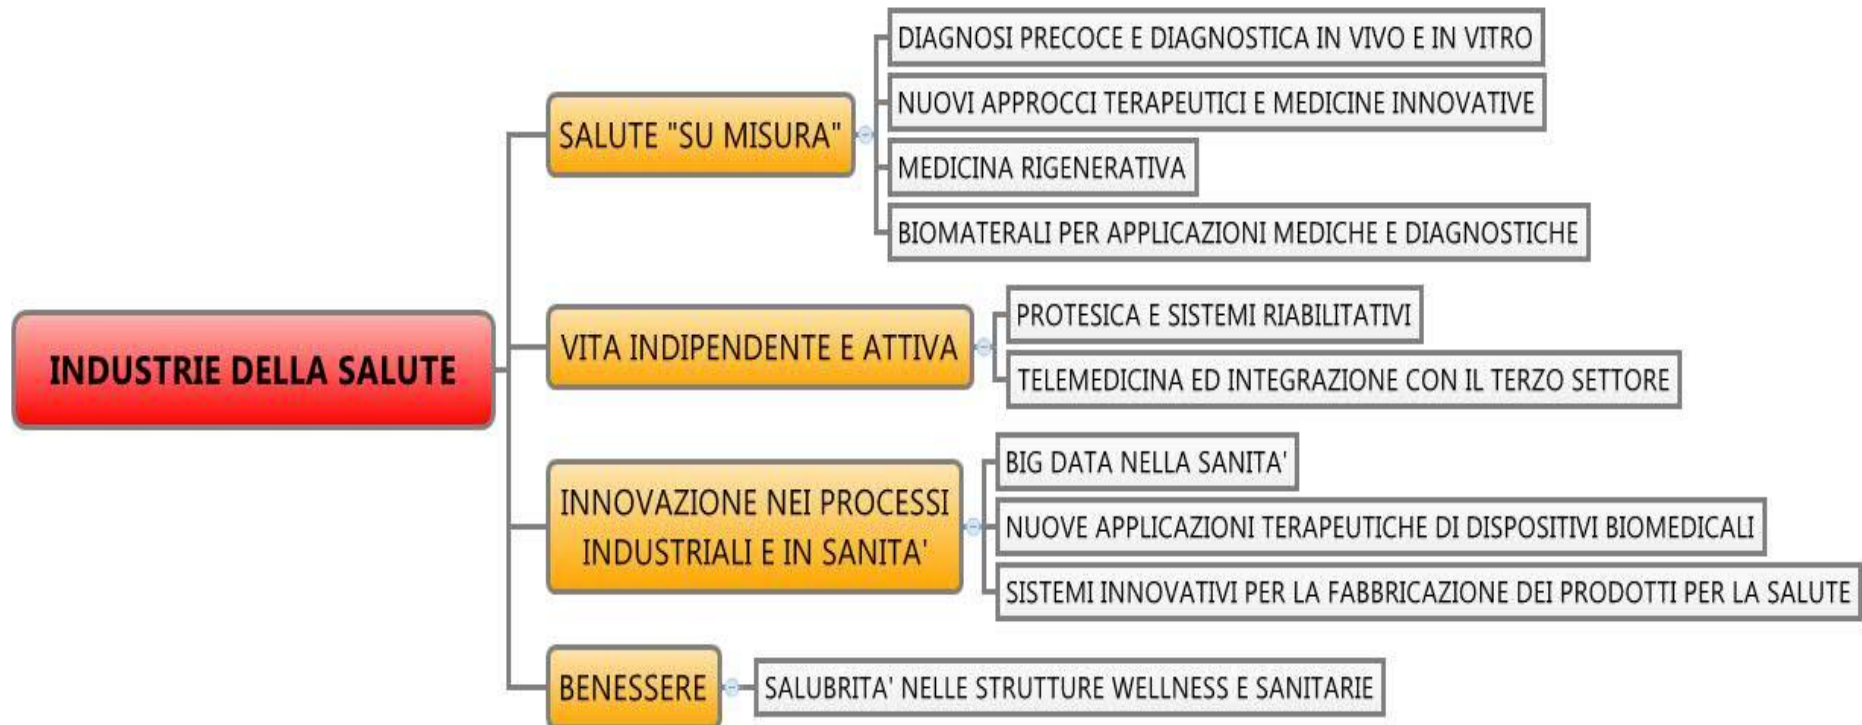 INDUSTRIE DELLA SALUTE
SALUTE "SU MISURA"
DIAGNOSI PRECOCE E DIAGNOSTICA IN VIVO E IN VITRO
NUOVI APPROCCI TERAPEUTICI E MEDICINE INNOVATIVE
MEDICINA RIGENERATIVA
BIOMATERALI PER APPLICAZIONI MEDICHE E DIAGNOSTICHE
VITA INDIPENDENTE E ATTIVA
PROTESICA E SISTEMI RIABILITATIVI
TELEMEDICINA ED INTEGRAZIONE CON IL TERZO SETTORE
INNOVAZIONE NEI PROCESSI
INDUSTRIALI E IN SANITA'
BIG DATA NELLA SANITA'
NUOVE APPLICAZIONI TERAPEUTICHE DI DISPOSITIVI BIOMEDICALI
SISTEMI INNOVATIVI PER LA FABBRICAZIONE DEI PRODOTTI PER LA SALUTE
BENESSERE
SALUBRITA' NELLE STRUTTURE WELLNESS E SANITARIE